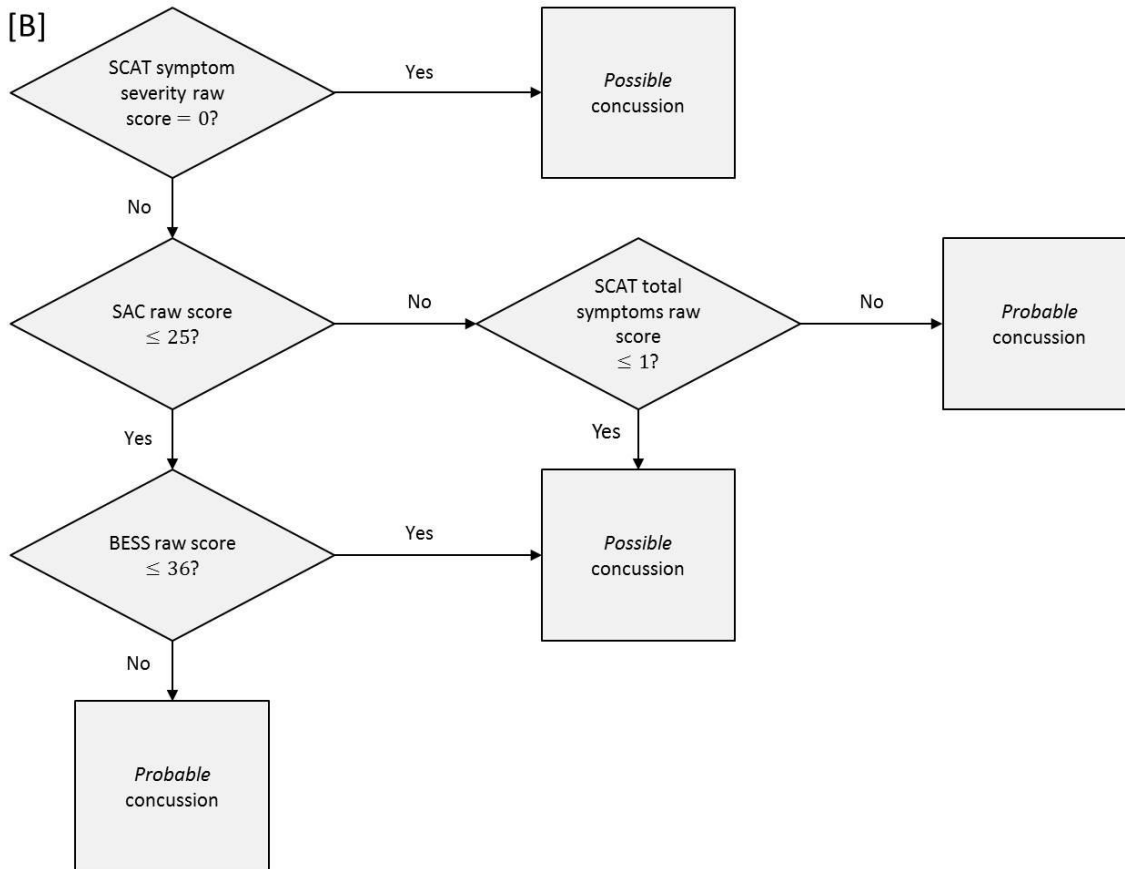 [B]
SCAT symptom
severity raw
score = 0?
Yes
Possible
concussion
No
SAC raw score
≤ 25?
No
SCAT total
symptoms raw
score
≤ 1?
No
Probable
concussion
Yes
Yes
BESS raw score
≤ 36?
Yes
Possible
concussion
No
Probable
concussion